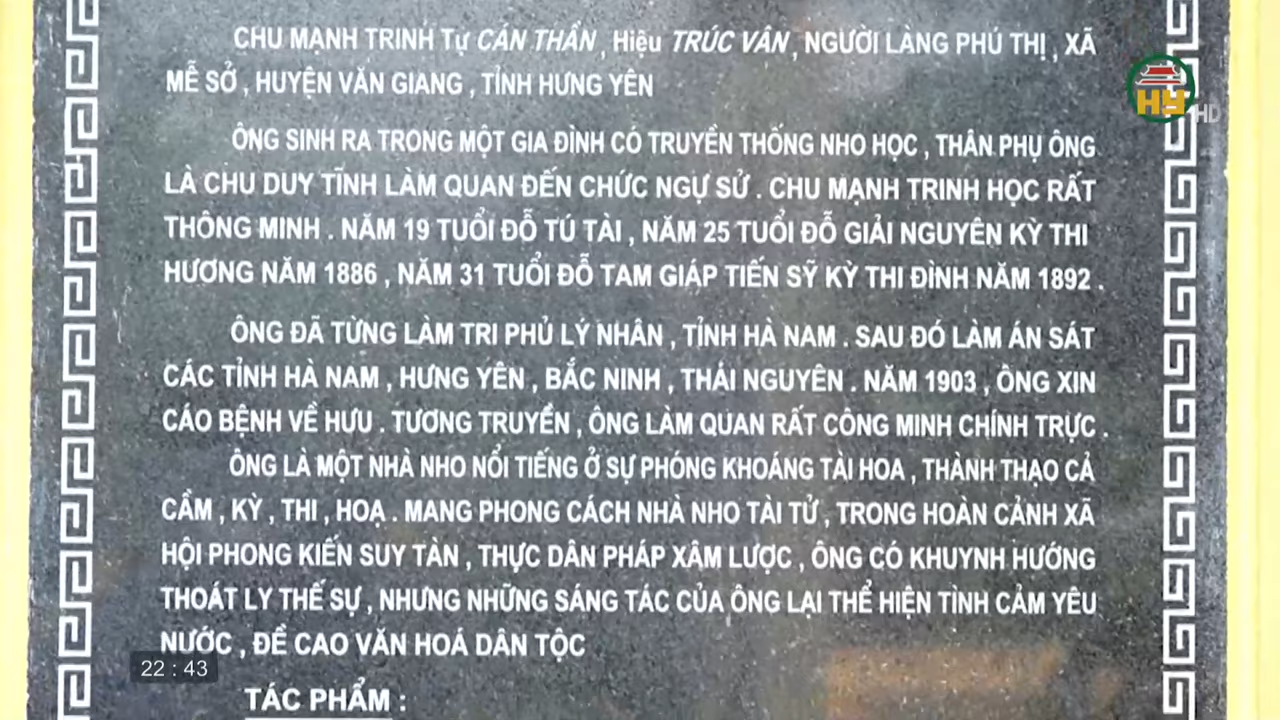 CHU MẠNH TRINH Tự CÁN THẦN , Hiệu TRÚC VÂN , NGƯỜI LÀNG PHÚ THỊ , XÃ
MỄ SỞ , HUYỆN VĂN GIANG , TỈNH HƯNG YÊN
HY HD
ÔNG SINH RA TRONG MỘT GIA ĐÌNH CÓ TRUYỀN THỐNG NHO HỌC , THÂN PHỤ ÔNG
LÀ CHU DUY TĨNH LÀM QUAN ĐẾN CHỨC NGỰ SỬ . CHU MẠNH TRINH HỌC RẤT
THÔNG MINH . NĂM 19 TUỔI ĐỖ TÚ TÀI , NĂM 25 TUỔI ĐỖ GIẢI NGUYÊN KỲ THI
HƯƠNG NĂM 1886 , NĂM 31 TUỔI ĐỖ TAM GIÁP TIẾN SỸ KỲ THI ĐÌNH NĂM 1892 .
ÔNG ĐÃ TỪNG LÀM TRI PHỦ LÝ NHÂN , TỈNH HÀ NAM . SAU ĐÓ LÀM ÁN SÁT
CÁC TỈNH HÀ NAM , HƯNG YÊN , BẮC NINH , THÁI NGUYÊN . NĂM 1903 , ÔNG XIN
CÁO BỆNH VỀ HƯU . TƯƠNG TRUYỀN , ÔNG LÀM QUAN RẤT CÔNG MINH CHÍNH TRỰC .
ÔNG LÀ MỘT NHÀ NHO NỔI TIẾNG Ở SỰ PHÓNG KHOÁNG TÀI HOA , THÀNH THẠO CẢ
CẦM , KỲ , THI , HOẠ . MANG PHONG CÁCH NHÀ NHO TÀI TỬ , TRONG HOÀN CẢNH XÃ
HỘI PHONG KIẾN SUY TÀN , THỰC DÂN PHÁP XÂM LƯỢC , ÔNG CÓ KHUYNH HƯỚNG
THOÁT LY THẾ SỰ , NHƯNG NHỮNG SÁNG TÁC CỦA ÔNG LẠI THỂ HIỆN TÌNH CẢM YÊU
NƯỚC , ĐỀ CAO VĂN HOÁ DÂN TỘC
22 : 43
TÁC PHẨM :